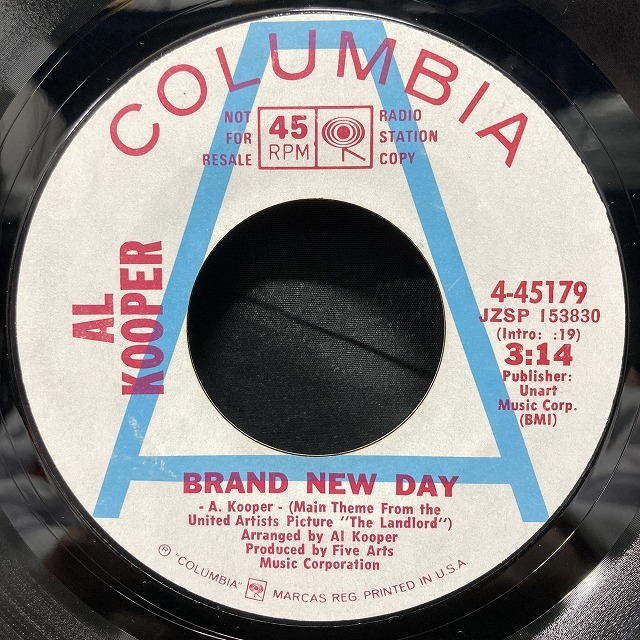 COLUMBIA
NOT
FOR
RESALE
45
RPM
RADIO
STATION
COPY
AL
KOOPER
4-45179
JZSP 153830
(Intro: :19)
3:14
Publisher:
Unart
Music Corp.
(BMI)
BRAND NEW DAY
- A. Kooper - (Main Theme From the
United Artists Picture "The Landlord")
Arranged by Al Kooper
Produced by Five Arts
Music Corporation
® "COLUMBIA" MARCAS REG. PRINTED IN U.S.A